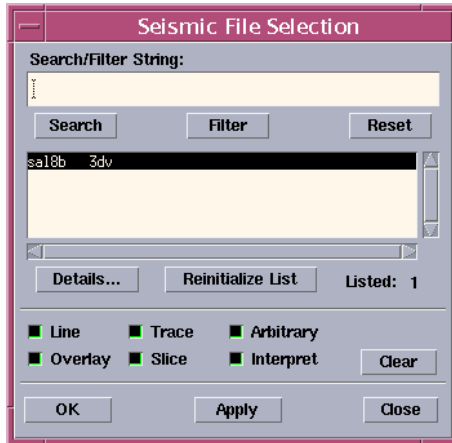 Seismic File Selection
Search/Filter String:
Search Filter Reset
sal8b 3dv
Details... Reinitialize List Listed: 1
Line Trace Arbitrary
Overlay Slice Interpret Clear
OK Apply Close